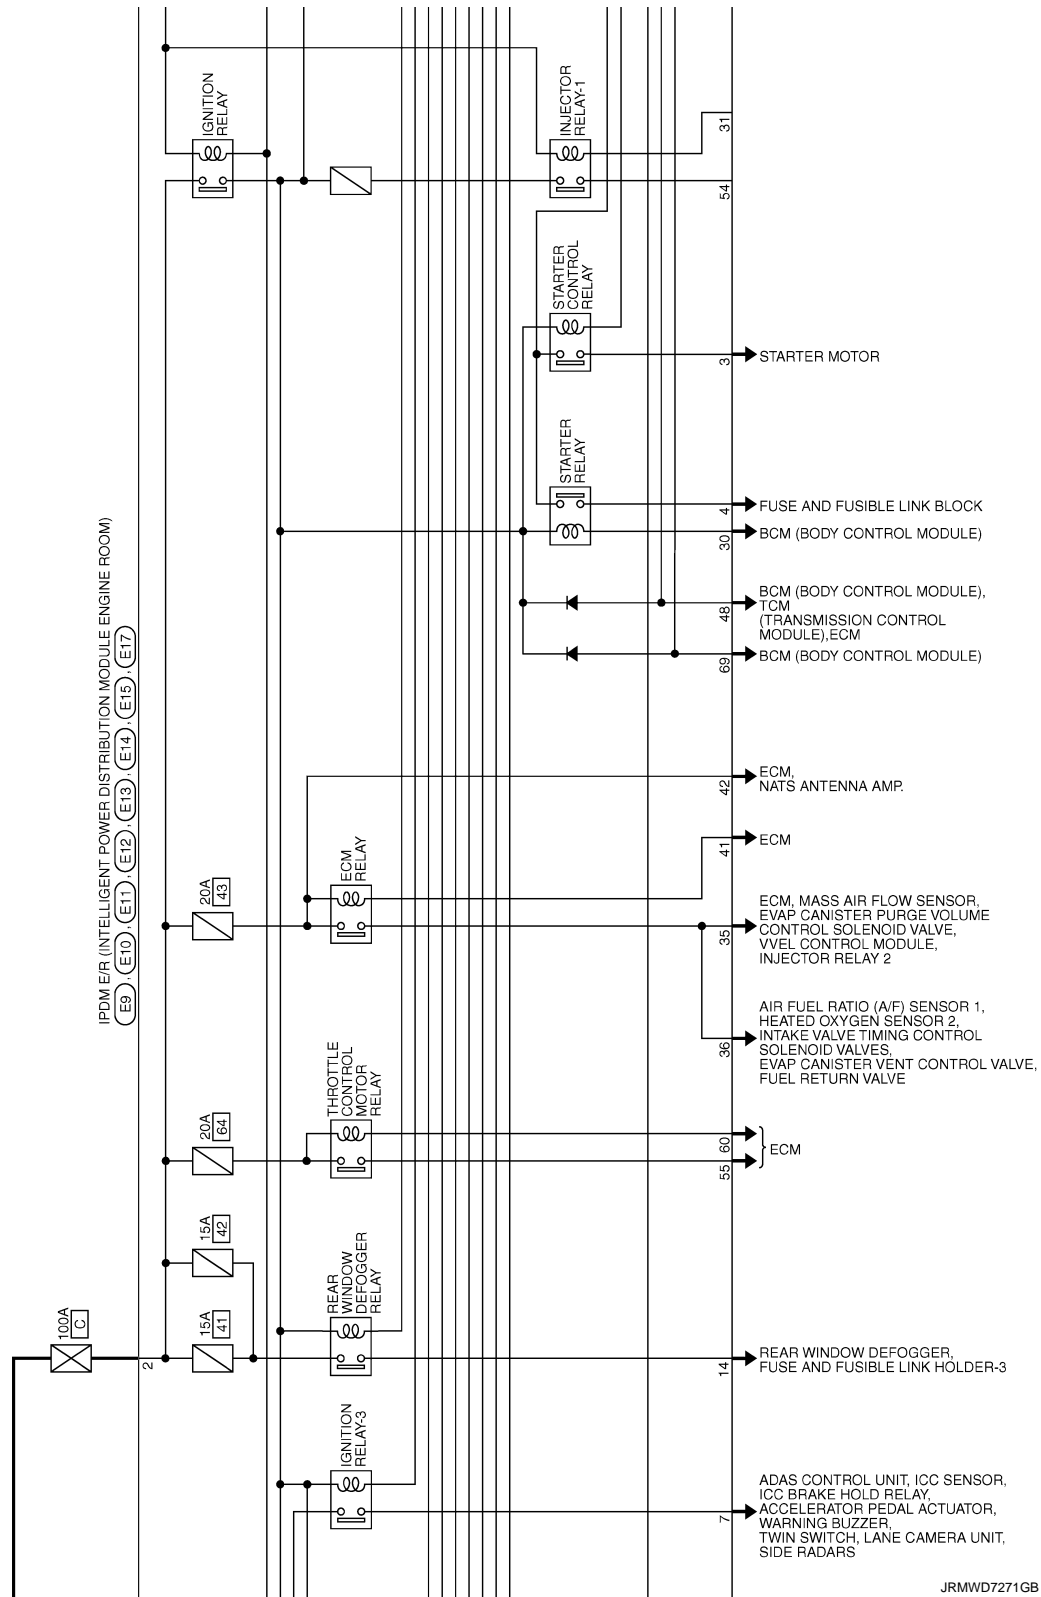 IGNITION
RELAY
INJECTOR
RELAY-1
31
54
STARTER
CONTROL
RELAY
3
STARTER MOTOR
STARTER
RELAY
4
FUSE AND FUSIBLE LINK BLOCK
30
BCM (BODY CONTROL MODULE)
IPDM E/R (INTELLIGENT POWER DISTRIBUTION MODULE ENGINE ROOM)
E9 , E10 , E11 , E12 , E13 , E14 , E15 , E17
48
BCM (BODY CONTROL MODULE),
TCM
(TRANSMISSION CONTROL
MODULE),ECM
69
BCM (BODY CONTROL MODULE)
42
ECM,
NATS ANTENNA AMP.
41
ECM
20A
43
ECM
RELAY
35
ECM, MASS AIR FLOW SENSOR,
EVAP CANISTER PURGE VOLUME
CONTROL SOLENOID VALVE,
VVEL CONTROL MODULE,
INJECTOR RELAY 2
36
AIR FUEL RATIO (A/F) SENSOR 1,
HEATED OXYGEN SENSOR 2,
INTAKE VALVE TIMING CONTROL
SOLENOID VALVES,
EVAP CANISTER VENT CONTROL VALVE,
FUEL RETURN VALVE
20A
64
THROTTLE
CONTROL
MOTOR
RELAY
60
55
ECM
15A
42
100A
C
2
15A
41
REAR
WINDOW
DEFOGGER
RELAY
14
REAR WINDOW DEFOGGER,
FUSE AND FUSIBLE LINK HOLDER-3
IGNITION
RELAY-3
7
ADAS CONTROL UNIT, ICC SENSOR,
ICC BRAKE HOLD RELAY,
ACCELERATOR PEDAL ACTUATOR,
WARNING BUZZER,
TWIN SWITCH, LANE CAMERA UNIT,
SIDE RADARS
JRMWD7271GB